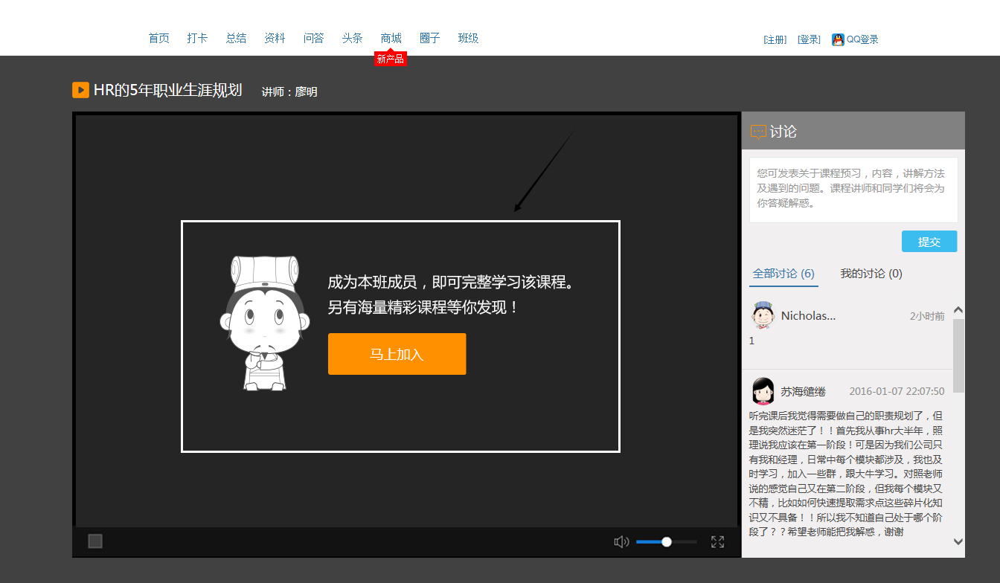 首页 打卡 总结 资料 问答 头条 商城 圈子 班级 [注册] [登录] QQ登录
新产品
HR的5年职业生涯规划 讲师：廖明
讨论
您可发表关于课程预习，内容，讲解方法
及遇到的问题。课程讲师和同学们将会为
你答疑解惑。
提交
全部讨论 (6) 我的讨论 (0)
成为本班成员，即可完整学习该课程。
另有海量精彩课程等你发现！
马上加入
Nicholas... 2小时前
1
苏海缱绻 2016-01-07 22:07:50
听完课后我觉得需要做自己的职责规划了，但
是我突然迷茫了！！首先我从事hr大半年，照
理说我应该在第一阶段！可是因为我们公司只
有我和经理，日常中每个模块都涉及，我也及
时学习，加入一些群，跟大牛学习。对照老师
说的感觉自己又在第二阶段，但我每个模块又
不精，比如如何快速提取需求点这些碎片化知
识又不具备！！所以我不知道自己处于哪个阶
段了？？希望老师能把我解惑，谢谢